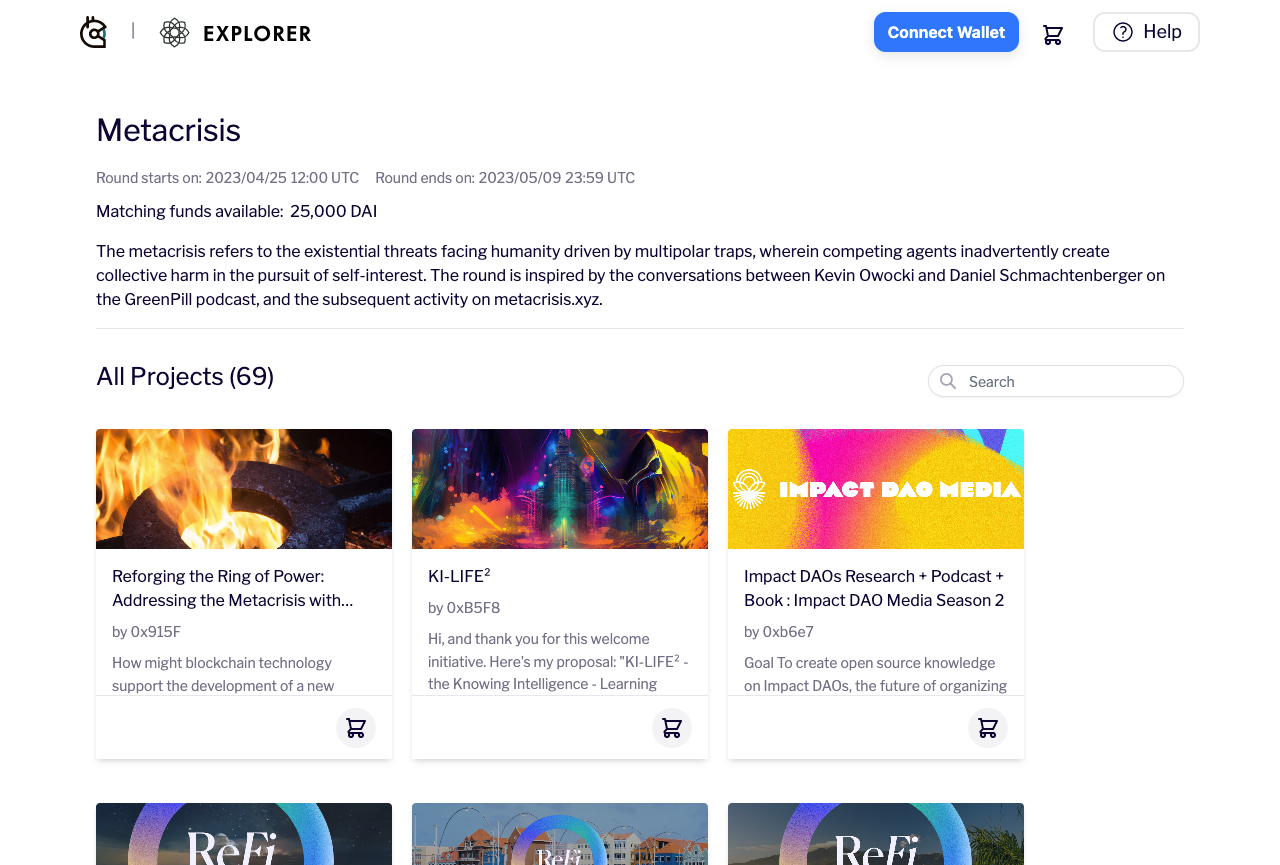 EXPLORER
Connect Wallet
Help
Metacrisis
Round starts on: 2023/04/25 12:00 UTC Round ends on: 2023/05/09 23:59 UTC
Matching funds available: 25,000 DAI
The metacrisis refers to the existential threats facing humanity driven by multipolar traps, wherein competing agents inadvertently create
collective harm in the pursuit of self-interest. The round is inspired by the conversations between Kevin Owocki and Daniel Schmachtenberger on
the GreenPill podcast, and the subsequent activity on metacrisis.xyz.
All Projects (69)
Search
Reforging the Ring of Power:
Addressing the Metacrisis with...
by 0x915F
How might blockchain technology
support the development of a new
KI-LIFE²
by 0xB5F8
Hi, and thank you for this welcome
initiative. Here's my proposal: "KI-LIFE² -
the Knowing Intelligence - Learning
IMPACT DAO MEDIA
Impact DAOs Research + Podcast +
Book : Impact DAO Media Season 2
by 0xb6e7
Goal To create open source knowledge
on Impact DAOs, the future of organizing
ReFi
ReFi
ReFi